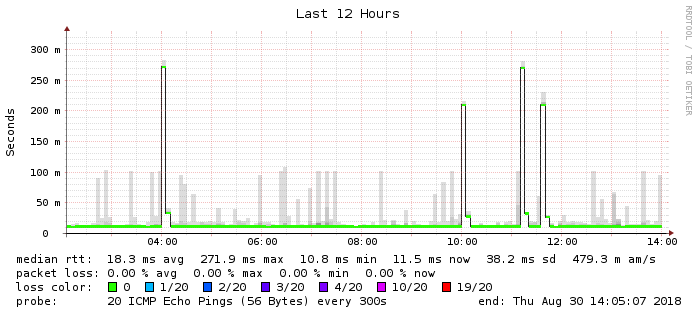 Last 12 Hours
RRDTOOL / TOBI OETIKER
Seconds
300 m
250 m
200 m
150 m
100 m
50 m
0
04:00 06:00 08:00 10:00 12:00 14:00
median rtt: 18.3 ms avg 271.9 ms max 10.8 ms min 11.5 ms now 38.2 ms sd 479.3 m am/s
packet loss: 0.00 % avg 0.00 % max 0.00 % min 0.00 % now
loss color: 0 1/20 2/20 3/20 4/20 10/20 19/20
probe: 20 ICMP Echo Pings (56 Bytes) every 300s end: Thu Aug 30 14:05:07 2018